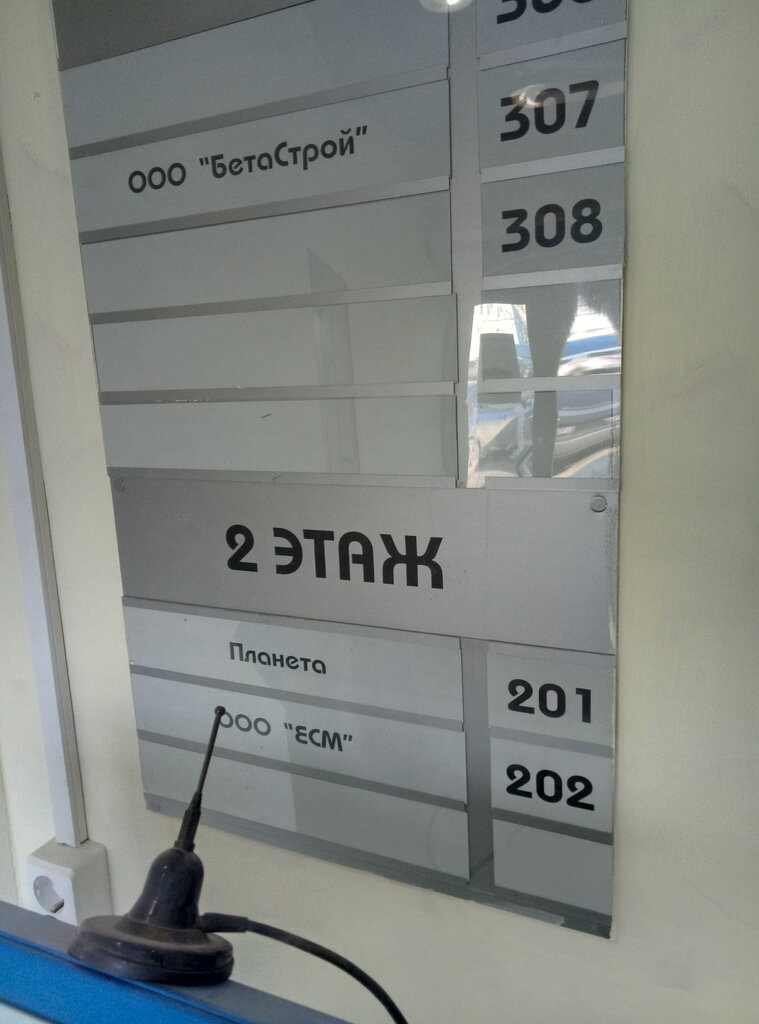 ООО "БетаСтрой" 307
308
2 ЭТАЖ
Планета 201
ООО "ЕСМ" 202